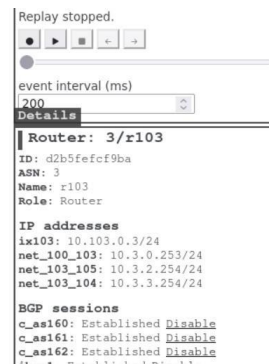 Replay stopped.
event interval (ms)
200
Details
Router: 3/r103
ID: d2b5fefcf9ba
ASN: 3
Name: r103
Role: Router
IP addresses
ix103: 10.103.0.3/24
net_100_103: 10.3.0.253/24
net_103_105: 10.3.2.254/24
net_103_104: 10.3.3.254/24
BGP sessions
c_as160: Established Disable
c_as161: Established Disable
c_as162: Established Disable